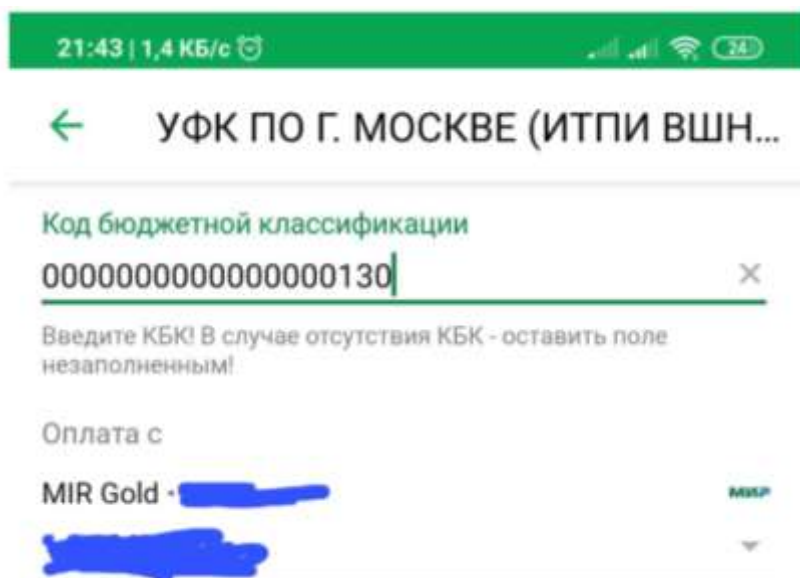 21:43 | 1,4 КБ/с 24
УФК ПО Г. МОСКВЕ (ИТПИ ВШН...
Код бюджетной классификации
00000000000000000130
Введите КБК! В случае отсутствия КБК - оставить поле
незаполненным!
Оплата с
MIR Gold · МИР